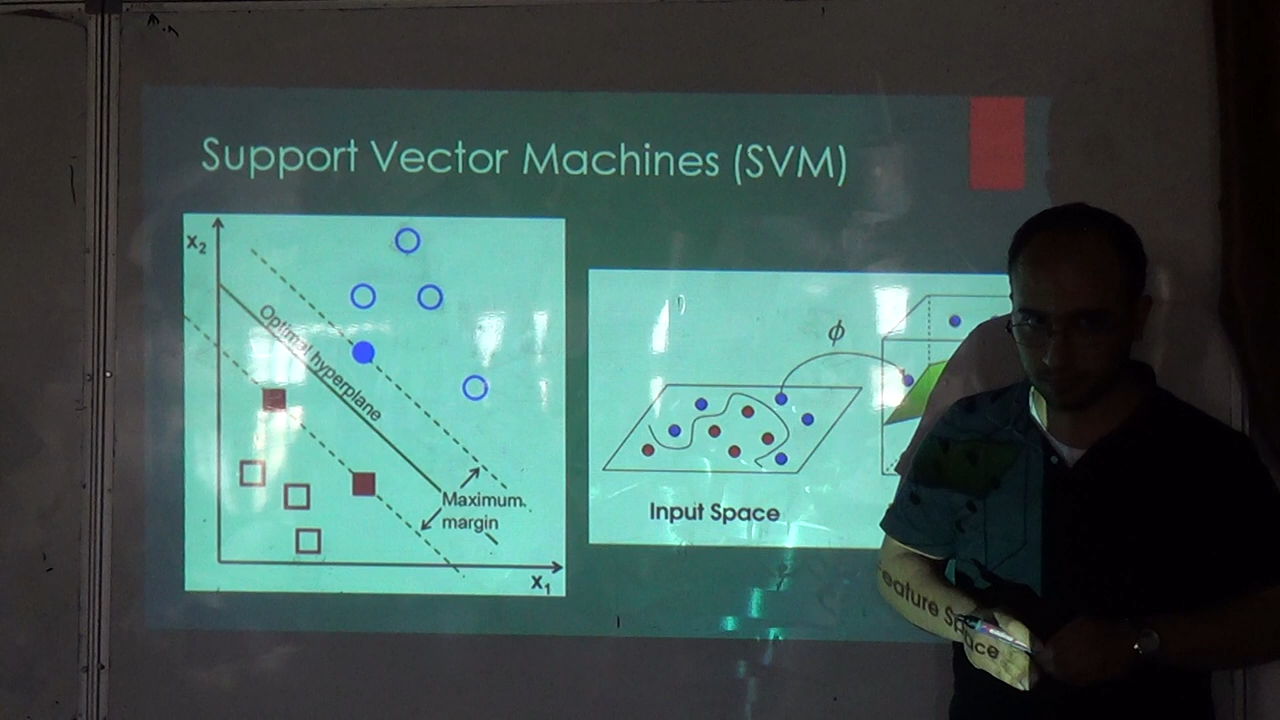 Support Vector Machines (SVM)
x₂
Optimal hyperplane
Maximum
margin
x₁
ϕ
Input Space
eature Space